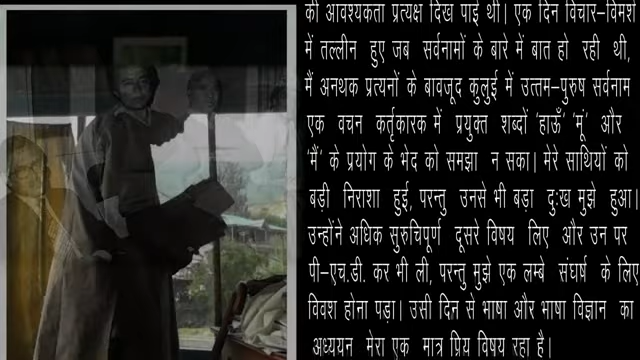 की आवश्यकता प्रत्यक्ष दिख पाई थी। एक दिन विचार–विमर्श
में तल्लीन हुए जब सर्वनामों के बारे में बात हो रही थी,
मैं अनथक प्रत्यनों के बावजूद कुलुई में उत्तम–पुरुष सर्वनाम
एक वचन कर्तृकारक में प्रयुक्त शब्दों 'हाऊँ' 'मूं' और
'मैं' के प्रयोग के भेद को समझा न सका। मेरे साथियों को
बड़ी निराशा हुई, परन्तु उनसे भी बड़ा दुःख मुझे हुआ।
उन्होंने अधिक सुरुचिपूर्ण दूसरे विषय लिए और उन पर
पी–एच.डी. कर भी ली, परन्तु मुझे एक लम्बे संघर्ष के लिए
विवश होना पड़ा। उसी दिन से भाषा और भाषा विज्ञान का
अध्ययन मेरा एक मात्र प्रिय विषय रहा है।